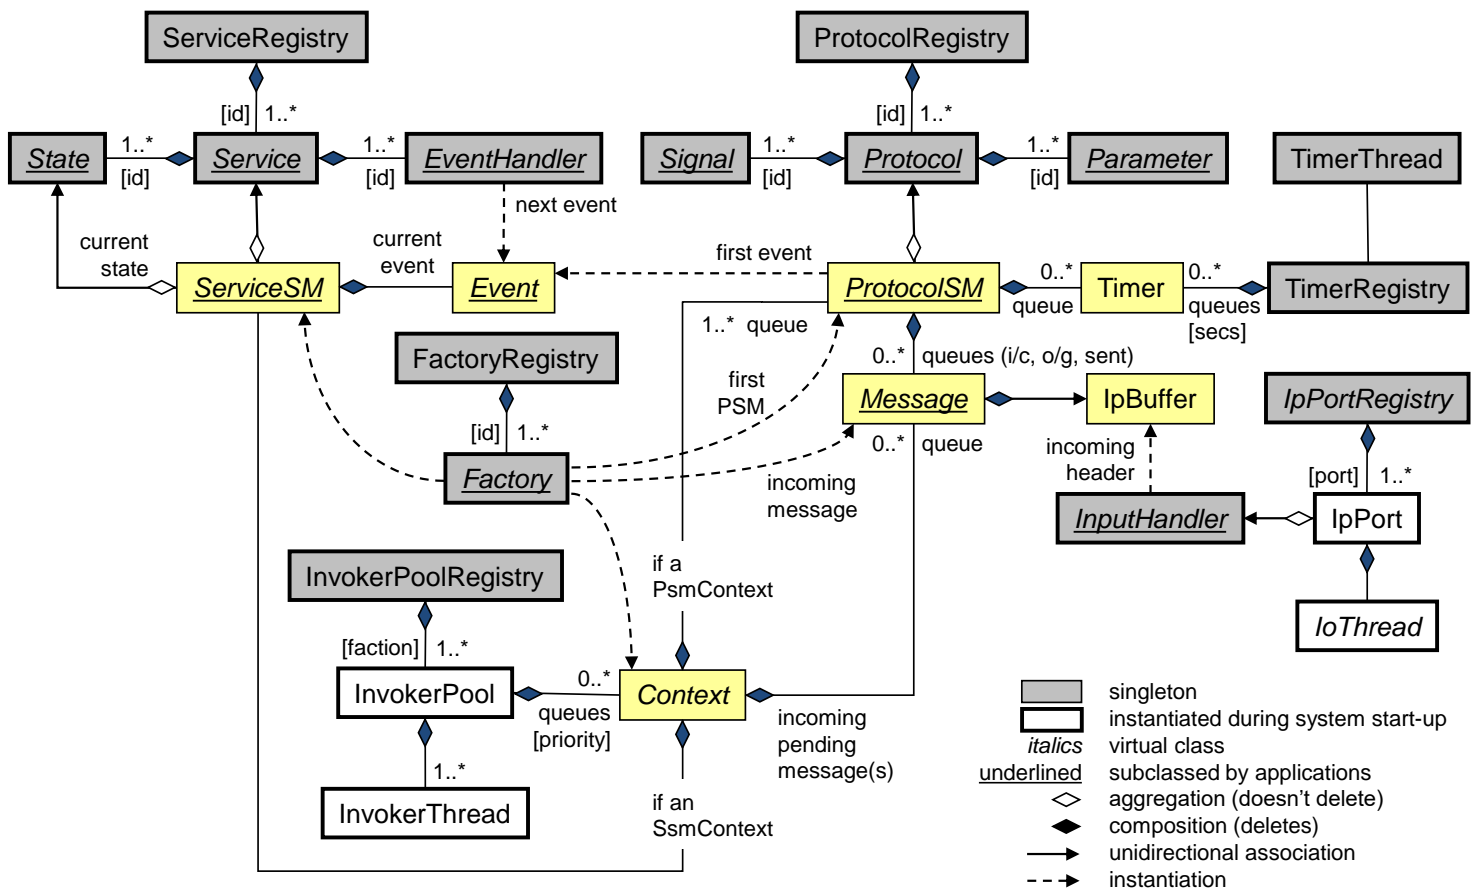 ServiceRegistry
ProtocolRegistry
[id] 1..*
[id] 1..*
State
1..*
[id]
Service
1..*
[id]
EventHandler
Signal
1..*
[id]
Protocol
1..*
[id]
Parameter
TimerThread
next event
current
state
current
event
first event
ServiceSM
Event
ProtocolSM
0..*
queue
Timer
0..*
queues
[secs]
TimerRegistry
1..* queue
FactoryRegistry
0..* queues (i/c, o/g, sent)
first
PSM
Message
IpBuffer
IpPortRegistry
[id] 1..*
0..* queue
incoming
header
Factory
incoming
message
[port] 1..*
InputHandler
IpPort
InvokerPoolRegistry
if a
PsmContext
IoThread
[faction] 1..*
InvokerPool
0..*
queues
[priority]
Context
incoming
pending
message(s)
1..*
InvokerThread
if an
SsmContext
singleton
instantiated during system start-up
italics virtual class
underlined subclassed by applications
aggregation (doesn't delete)
composition (deletes)
unidirectional association
instantiation